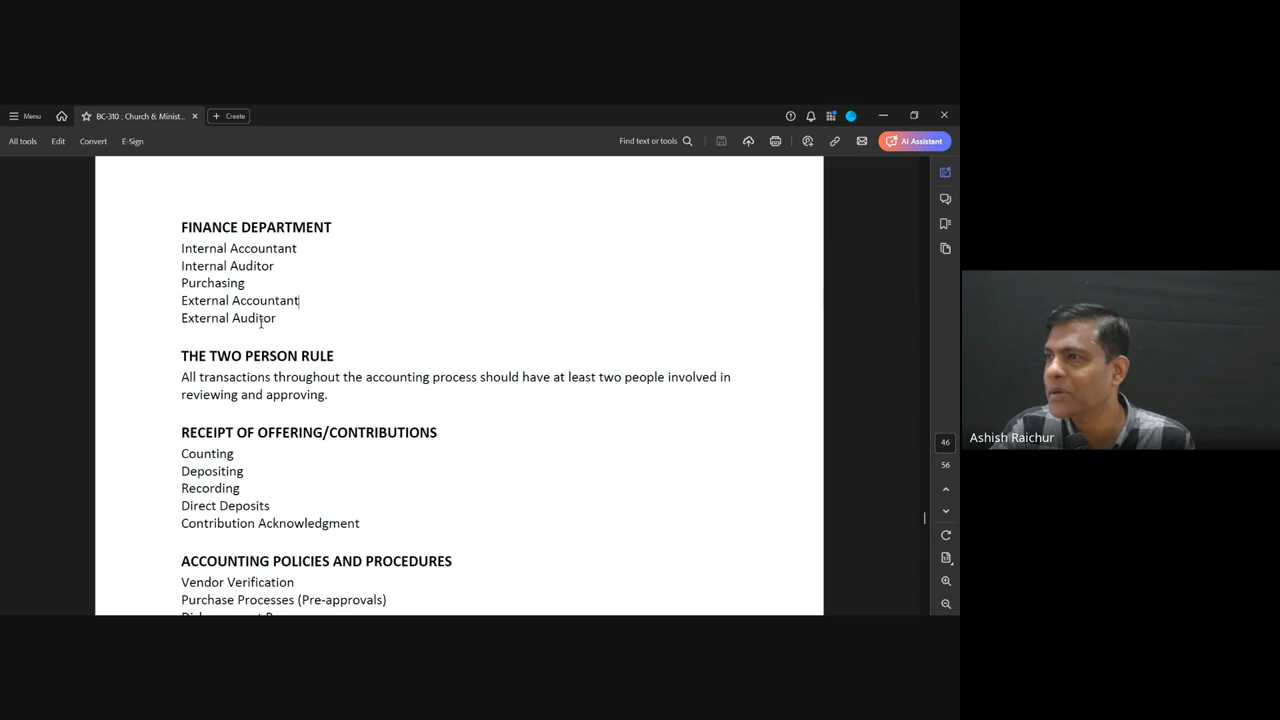 Menu
BC-310 : Church & Minist...
Create
All tools
Edit
Convert
E-Sign
Find text or tools
AI Assistant
FINANCE DEPARTMENT
Internal Accountant
Internal Auditor
Purchasing
External Accountant
External Auditor
THE TWO PERSON RULE
All transactions throughout the accounting process should have at least two people involved in
reviewing and approving.
RECEIPT OF OFFERING/CONTRIBUTIONS
Counting
Depositing
Recording
Direct Deposits
Contribution Acknowledgment
ACCOUNTING POLICIES AND PROCEDURES
Vendor Verification
Purchase Processes (Pre-approvals)
46
56
Ashish Raichur